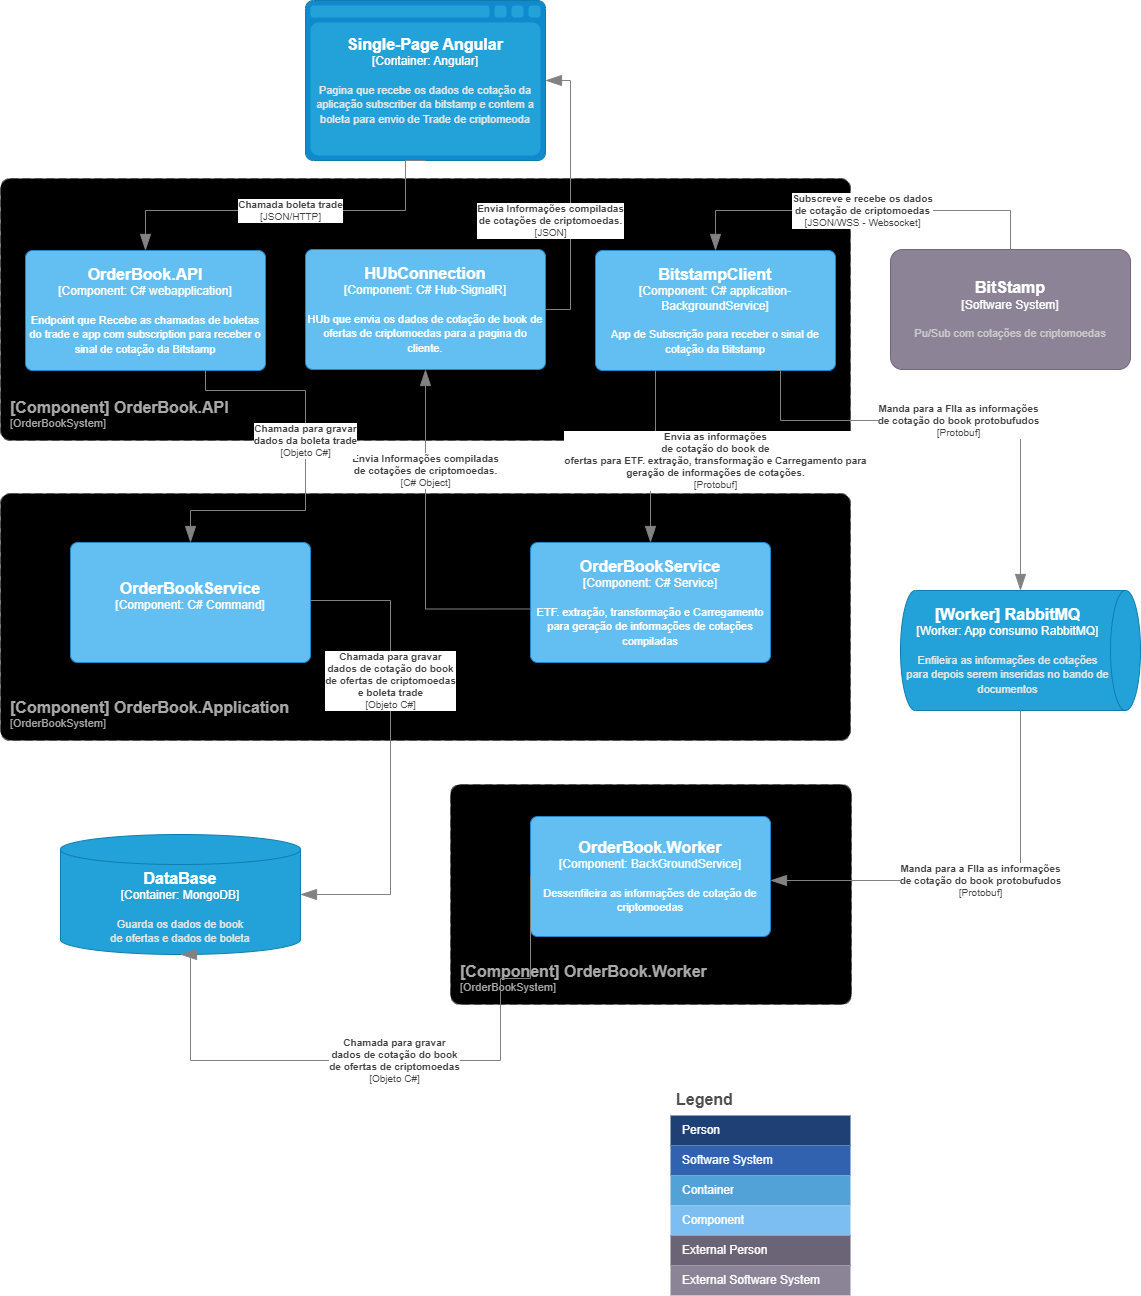 Single-Page Angular
[Container: Angular]
Pagina que recebe os dados de cotação da
aplicação subscriber da bitstamp e contem a
boleta para envio de Trade de criptomeoda
Chamada boleta trade
[JSON/HTTP]
Envia Informações compiladas
de cotações de criptomoedas.
[JSON]
Subscreve e recebe os dados
de cotação de criptomoedas
[JSON/WSS - Websocket]
OrderBook.API
[Component: C# webapplication]
Endpoint que Recebe as chamadas de boletas
do trade e app com subscription para receber o
sinal de cotação da Bitstamp
HUbConnection
[Component: C# Hub-SignalR]
HUb que envia os dados de cotação de book de
ofertas de criptomoedas para a pagina do
cliente.
BitstampClient
[Component: C# application-
BackgroundService]
App de Subscrição para receber o sinal de
cotação da Bitstamp
BitStamp
[Software System]
Pu/Sub com cotações de criptomoedas
[Component] OrderBook.API
[OrderBookSystem]
Chamada para gravar
dados da boleta trade
[Objeto C#]
Envia Informações compiladas
de cotações de criptomoedas.
[C# Object]
Envia as informações
de cotação do book de
ofertas para ETF. extração, transformação e Carregamento para
geração de informações de cotações.
[Protobuf]
Manda para a FIla as informações
de cotação do book protobufudos
[Protobuf]
OrderBookService
[Component: C# Command]
OrderBookService
[Component: C# Service]
ETF. extração, transformação e Carregamento
para geração de informações de cotações
compiladas
[Worker] RabbitMQ
[Worker: App consumo RabbitMQ]
Enfileira as informações de cotações
para depois serem inseridas no bando de
documentos
Chamada para gravar
dados de cotação do book
de ofertas de criptomoedas
e boleta trade
[Objeto C#]
[Component] OrderBook.Application
[OrderBookSystem]
DataBase
[Container: MongoDB]
Guarda os dados de book
de ofertas e dados de boleta
OrderBook.Worker
[Component: BackGroundService]
Dessenfileira as informações de cotação de
criptomoedas
Manda para a FIla as informações
de cotação do book protobufudos
[Protobuf]
[Component] OrderBook.Worker
[OrderBookSystem]
Chamada para gravar
dados de cotação do book
de ofertas de criptomoedas
[Objeto C#]
Legend
Person
Software System
Container
Component
External Person
External Software System